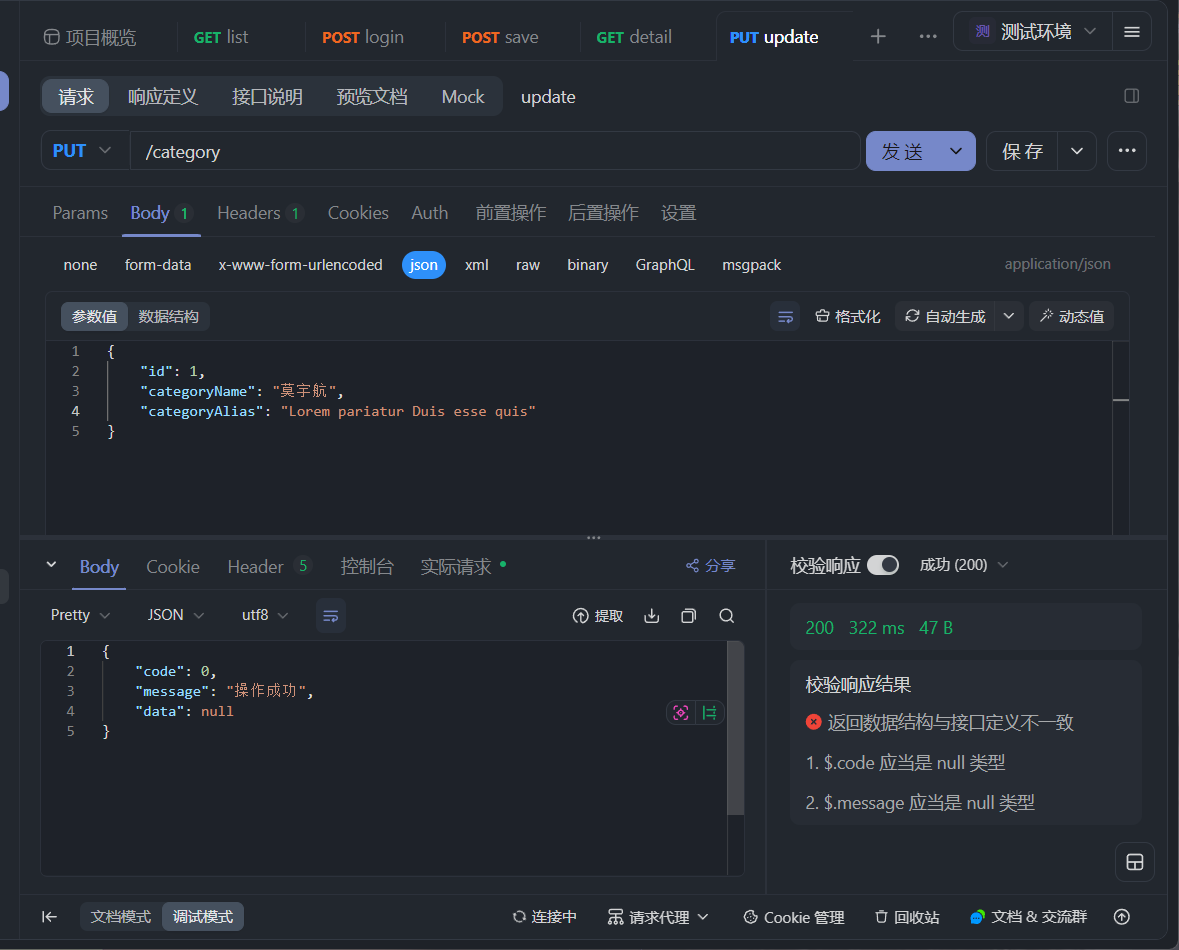 项目概览 GET list POST login POST save GET detail PUT update 测 测试环境
请求 响应定义 接口说明 预览文档 Mock update
PUT /category 发 送 保 存
Params Body 1 Headers 1 Cookies Auth 前置操作 后置操作 设置
none form-data x-www-form-urlencoded json xml raw binary GraphQL msgpack application/json
参数值 数据结构 格式化 自动生成 动态值
1 {
2 "id": 1,
3 "categoryName": "莫宇航",
4 "categoryAlias": "Lorem pariatur Duis esse quis"
5 }
Body Cookie Header 5 控制台 实际请求 分享
Pretty JSON utf8 提取
1 {
2 "code": 0,
3 "message": "操作成功",
4 "data": null
5 }
校验响应 成功 (200)
200 322 ms 47 B
校验响应结果
返回数据结构与接口定义不一致
1. $.code 应当是 null 类型
2. $.message 应当是 null 类型
文档模式 调试模式 连接中 请求代理 Cookie 管理 回收站 文档 & 交流群